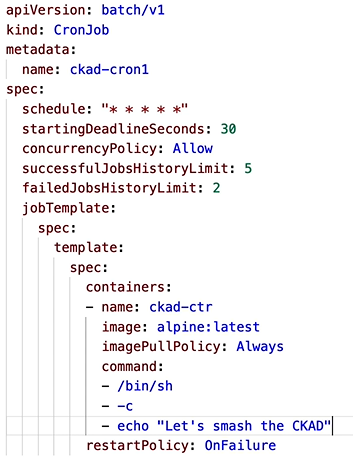 apiVersion: batch/v1
kind: CronJob
metadata:
  name: ckad-cron1
spec:
  schedule: "* * * * *"
  startingDeadlineSeconds: 30
  concurrencyPolicy: Allow
  successfulJobsHistoryLimit: 5
  failedJobsHistoryLimit: 2
  jobTemplate:
    spec:
      template:
        spec:
          containers:
          - name: ckad-ctr
            image: alpine:latest
            imagePullPolicy: Always
            command:
            - /bin/sh
            - -c
            - echo "Let's smash the CKAD"
          restartPolicy: OnFailure